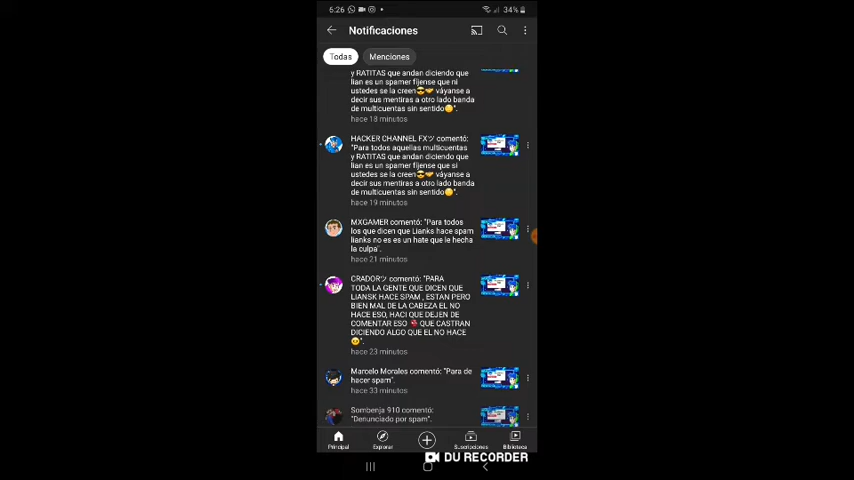 6:26
34%
Notificaciones
Todas
Menciones
y RATITAS que andan diciendo que
lian es un spamer fíjense que ni
ustedes se la creen😎🤝 váyanse a
decir sus mentiras a otro lado banda
de multicuentas sin sentido😏".
hace 18 minutos
HACKER CHANNEL FXツ comentó:
"Para todos aquellas multicuentas
y RATITAS que andan diciendo que
lian es un spamer fíjense que si
ustedes se la creen😎🤝 váyanse a
decir sus mentiras a otro lado banda
de multicuentas sin sentido😏".
hace 19 minutos
MXGAMER comentó: "Para todos
los que dicen que Lianks hace spam
lianks no es es un hate que le hecha
la culpa".
hace 21 minutos
CRADORツ comentó: "PARA
TODA LA GENTE QUE DICEN QUE
LIANSK HACE SPAM , ESTAN PERO
BIEN MAL DE LA CABEZA EL NO
HACE ESO, HACI QUE DEJEN DE
COMENTAR ESO QUE CASTRAN
DICIENDO ALGO QUE EL NO HACE
".
hace 23 minutos
Marcelo Morales comentó: "Para de
hacer spam".
hace 33 minutos
Sombenja 910 comentó:
"Denunciado por spam".
Principal
Explorar
Suscripciones
Biblioteca
DU RECORDER